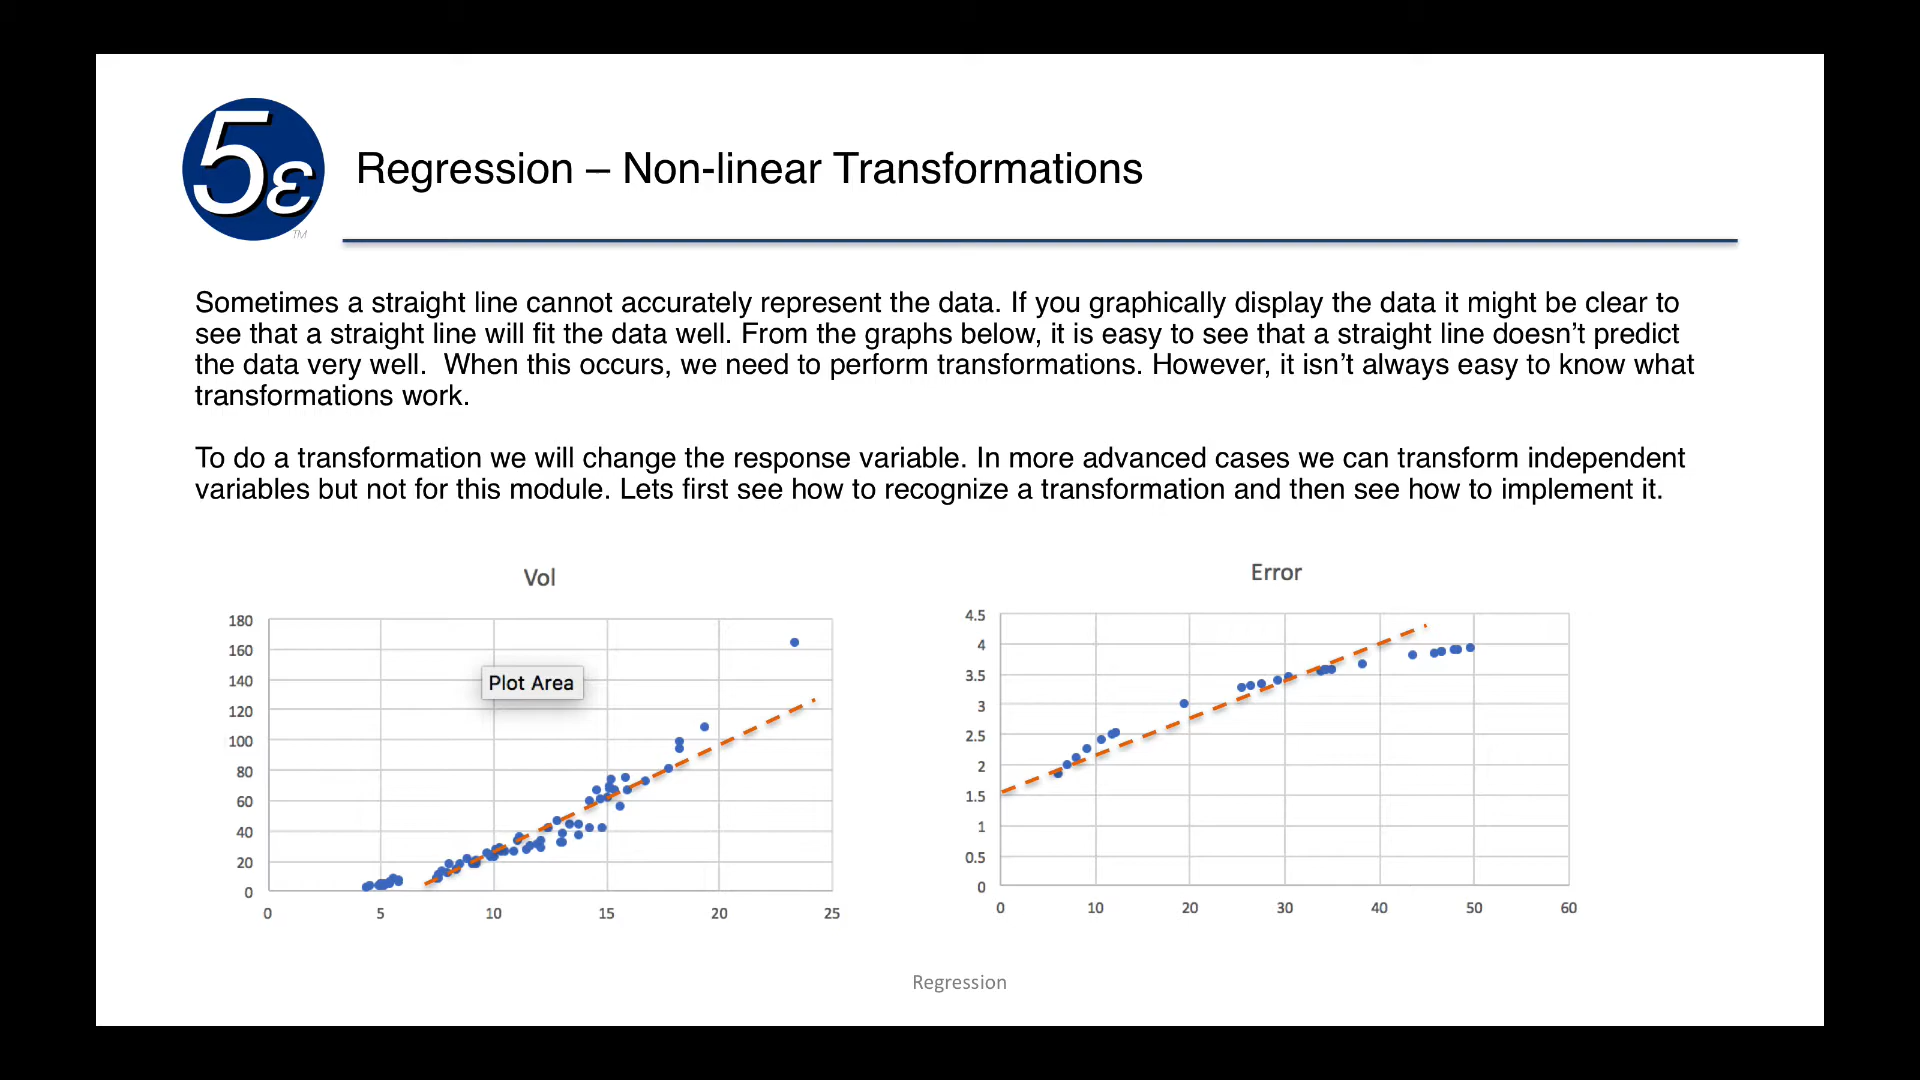 5ε
TM
Regression – Non-linear Transformations
Sometimes a straight line cannot accurately represent the data. If you graphically display the data it might be clear to
see that a straight line will fit the data well. From the graphs below, it is easy to see that a straight line doesn’t predict
the data very well.  When this occurs, we need to perform transformations. However, it isn’t always easy to know what
transformations work.
To do a transformation we will change the response variable. In more advanced cases we can transform independent
variables but not for this module. Lets first see how to recognize a transformation and then see how to implement it.
Vol
180
160
140
120
100
80
60
40
20
0
Plot Area
0 5 10 15 20 25
Error
4.5
4
3.5
3
2.5
2
1.5
1
0.5
0
0 10 20 30 40 50 60
Regression